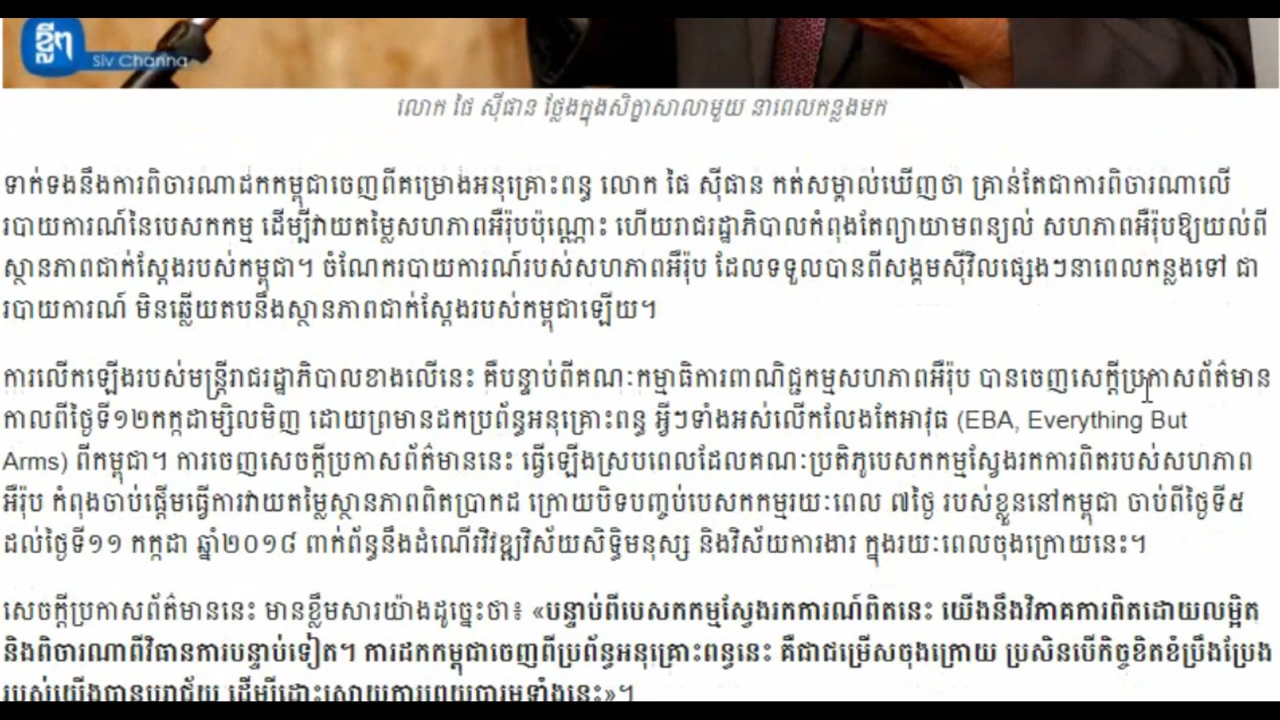 Siv Channa
លោក ផៃ ស៊ីផាន ថ្លែងក្នុងសិក្ខាសាលាមួយ នាពេលកន្លងមក
ទាក់ទងនឹងការពិចារណាដកកម្ពុជាចេញពីគម្រោងអនុគ្រោះពន្ធ លោក ផៃ ស៊ីផាន កត់សម្គាល់ឃើញថា គ្រាន់តែជាការពិចារណាលើ
របាយការណ៍នៃបេសកកម្ម ដើម្បីវាយតម្លៃសហភាពអឺរ៉ុបប៉ុណ្ណោះ ហើយរាជរដ្ឋាភិបាលកំពុងតែព្យាយាមពន្យល់ សហភាពអឺរ៉ុបឱ្យយល់ពី
ស្ថានភាពជាក់ស្តែងរបស់កម្ពុជា។ ចំណែករបាយការណ៍របស់សហភាពអឺរ៉ុប ដែលទទួលបានពីសង្គមស៊ីវិលផ្សេងៗនាពេលកន្លងទៅ ជា
របាយការណ៍ មិនឆ្លើយតបនឹងស្ថានភាពជាក់ស្តែងរបស់កម្ពុជាឡើយ។
ការលើកឡើងរបស់មន្ត្រីរាជរដ្ឋាភិបាលខាងលើនេះ គឺបន្ទាប់ពីគណៈកម្មាធិការពាណិជ្ជកម្មសហភាពអឺរ៉ុប បានចេញសេក្តីប្រកាសព័ត៌មាន
កាលពីថ្ងៃទី១២កក្កដាម្សិលមិញ ដោយព្រមានដកប្រព័ន្ធអនុគ្រោះពន្ធ អ្វីៗទាំងអស់លើកលែងតែអាវុធ (EBA, Everything But
Arms) ពីកម្ពុជា។ ការចេញសេចក្តីប្រកាសព័ត៌មាននេះ ធ្វើឡើងស្របពេលដែលគណៈប្រតិភូបេសកកម្មស្វែងរកការពិតរបស់សហភាព
អឺរ៉ុប កំពុងចាប់ផ្តើមធ្វើការវាយតម្លៃស្ថានភាពពិតប្រាកដ ក្រោយបិទបញ្ចប់បេសកកម្មរយៈពេល ៧ថ្ងៃ របស់ខ្លួននៅកម្ពុជា ចាប់ពីថ្ងៃទី៥
ដល់ថ្ងៃទី១១ កក្កដា ឆ្នាំ២០១៨ ពាក់ព័ន្ធនឹងដំណើរវិវឌ្ឍវិស័យសិទ្ធិមនុស្ស និងវិស័យការងារ ក្នុងរយៈពេលចុងក្រោយនេះ។
សេចក្តីប្រកាសព័ត៌មាននេះ មានខ្លឹមសារយ៉ាងដូច្នេះថា៖ «បន្ទាប់ពីបេសកកម្មស្វែងរកការណ៍ពិតនេះ យើងនឹងវិភាគការពិតដោយលម្អិត
និងពិចារណាពីវិធានការបន្ទាប់ទៀត។ ការដកកម្ពុជាចេញពីប្រព័ន្ធអនុគ្រោះពន្ធនេះ គឺជាជម្រើសចុងក្រោយ ប្រសិនបើកិច្ចខិតខំប្រឹងប្រែង
របស់យើងបានបរាជ័យ ដើម្បីដោះស្រាយការព្រួយបារម្ភទាំងនេះ»។